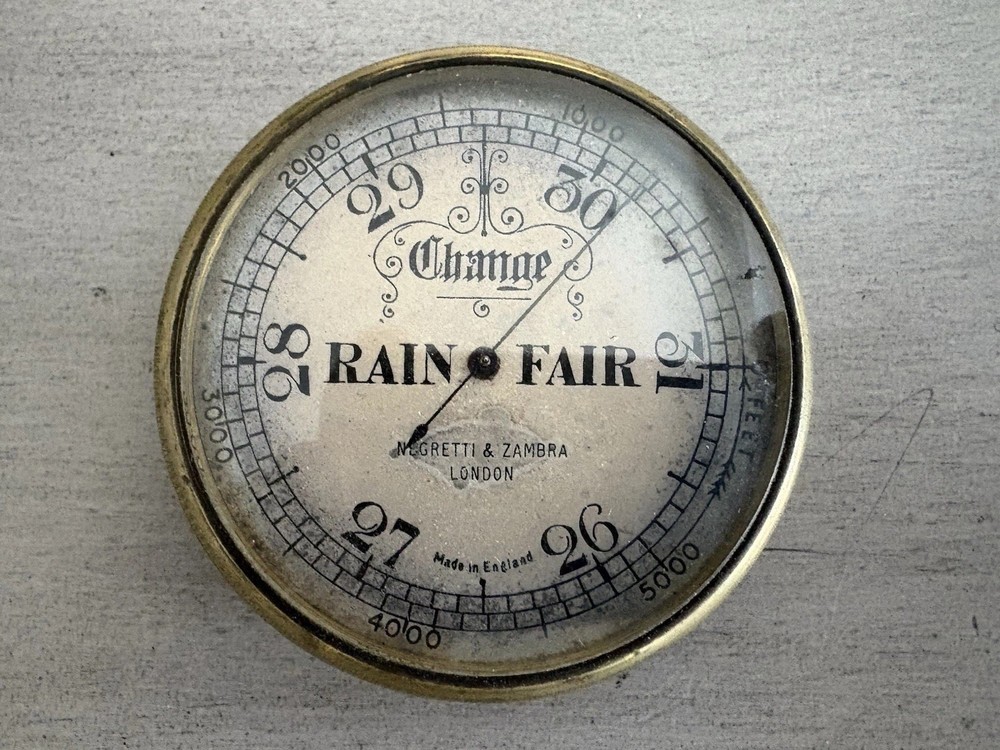 1000
2000
29
30
Change
28
RAIN FAIR
31
3000
FEET
NEGRETTI & ZAMBRA
LONDON
27
26
Made in England
5000
4000